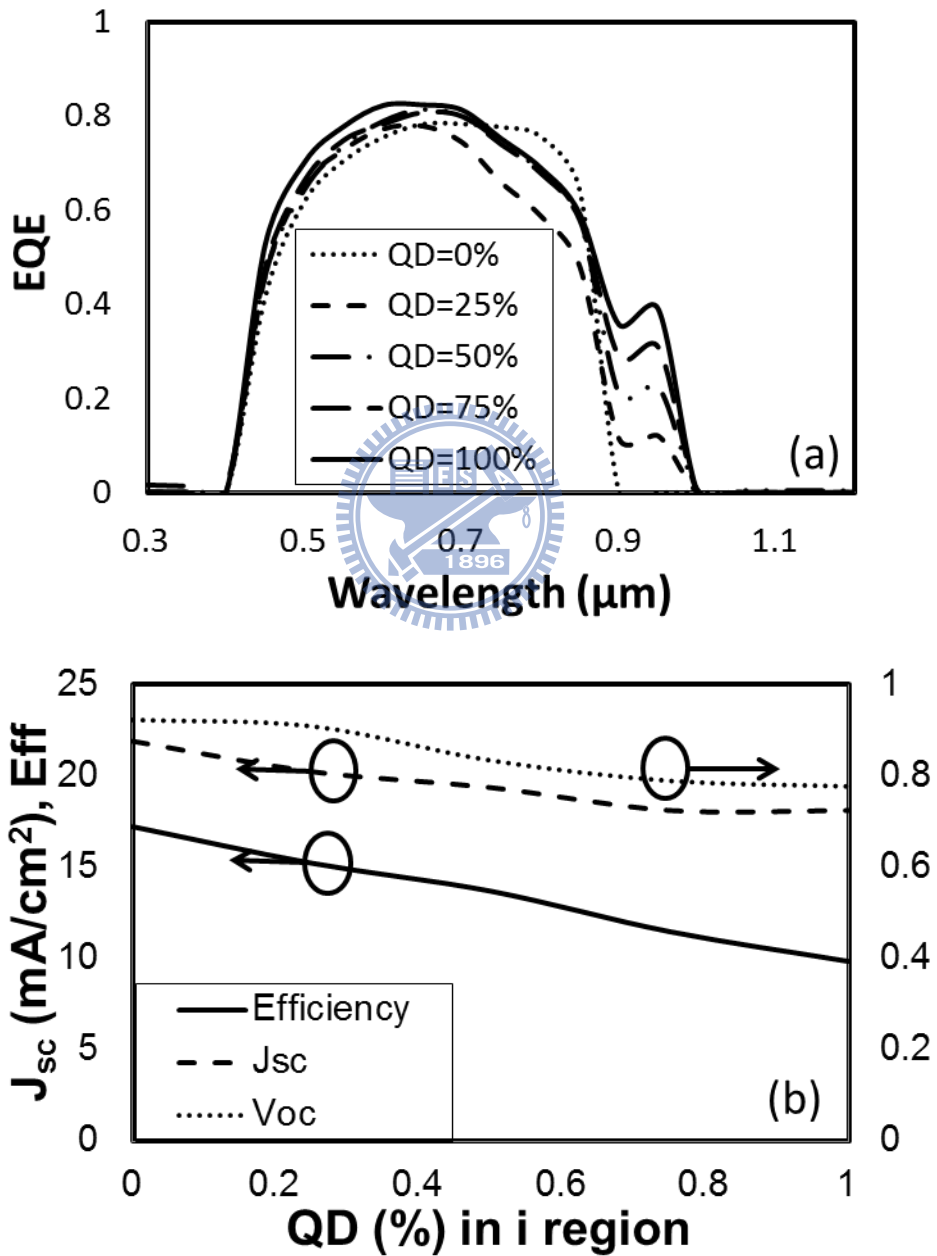 1
0.8
0.6
0.4
0.2
0
EQE
QD=0%
QD=25%
QD=50%
QD=75%
QD=100%
(a)
ES
1896
0.3 0.5 0.7 0.9 1.1
Wavelength (μm)
25
20
15
10
5
0
J_sc (mA/cm²), Eff
1
0.8
0.6
0.4
0.2
0
Efficiency
Jsc
Voc
(b)
0 0.2 0.4 0.6 0.8 1
QD (%) in i region